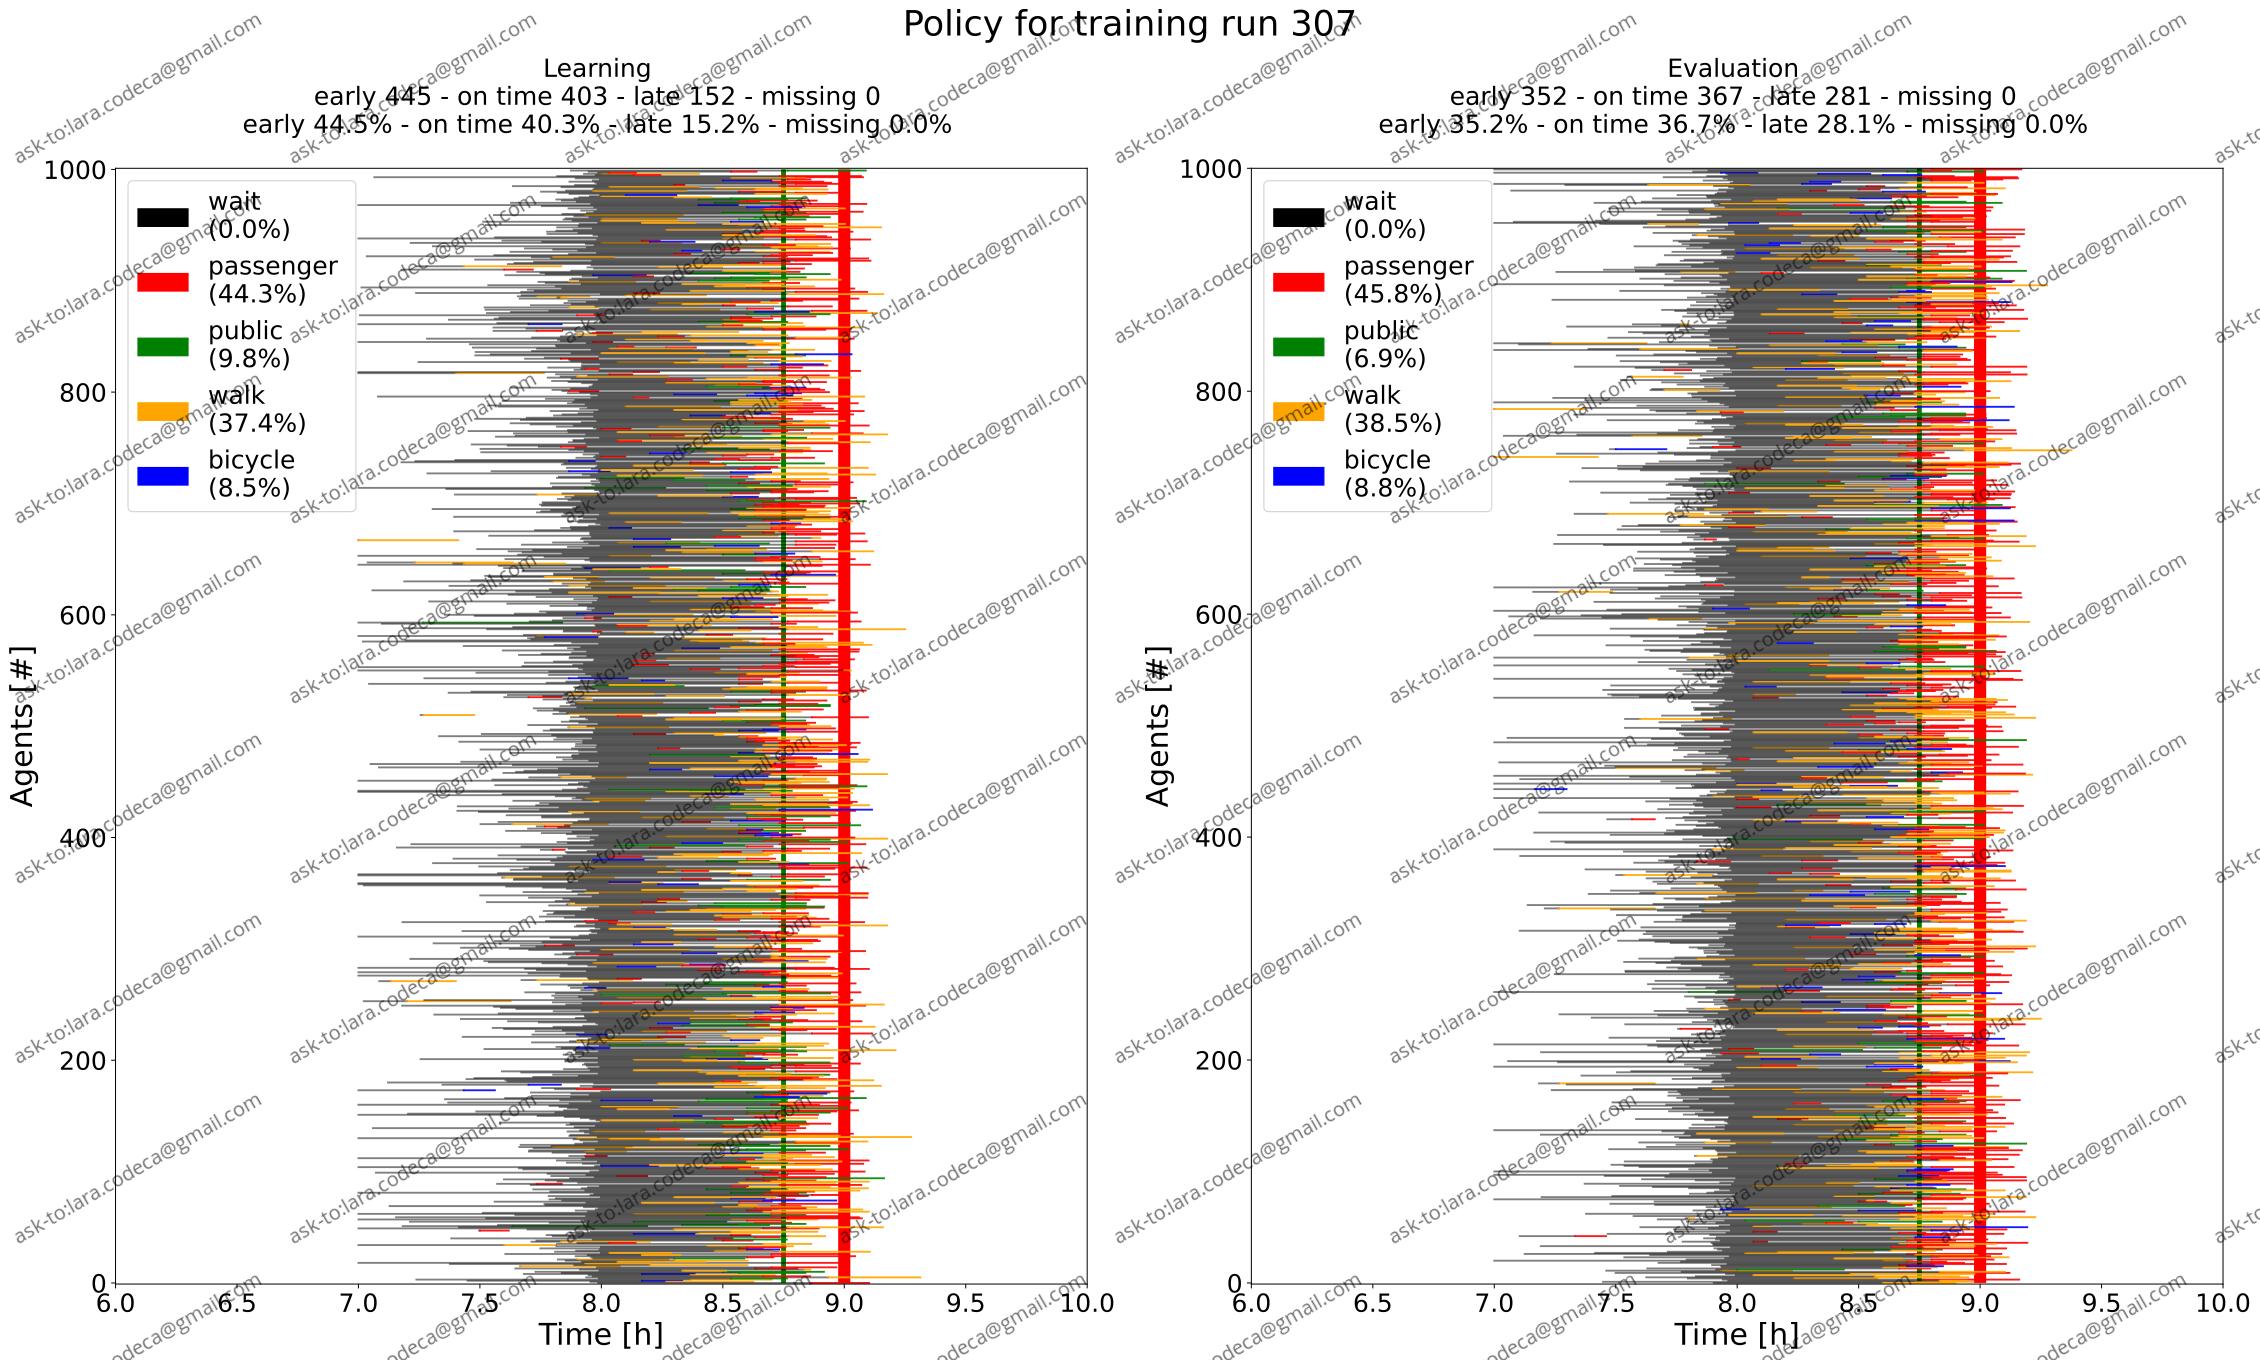 Policy for training run 307
Learning
early 445 - on time 403 - late 152 - missing 0
early 44.5% - on time 40.3% - late 15.2% - missing 0.0%
1000
800
600
400
200
0
Agents [#]
wait
(0.0%)
passenger
(44.3%)
public
(9.8%)
walk
(37.4%)
bicycle
(8.5%)
6.0 6.5 7.0 7.5 8.0 8.5 9.0 9.5 10.0
Time [h]
Evaluation
early 352 - on time 367 - late 281 - missing 0
early 35.2% - on time 36.7% - late 28.1% - missing 0.0%
1000
800
600
400
200
0
Agents [#]
wait
(0.0%)
passenger
(45.8%)
public
(6.9%)
walk
(38.5%)
bicycle
(8.8%)
6.0 6.5 7.0 7.5 8.0 8.5 9.0 9.5 10.0
Time [h]
ask-to:lara.codeca@gmail.com